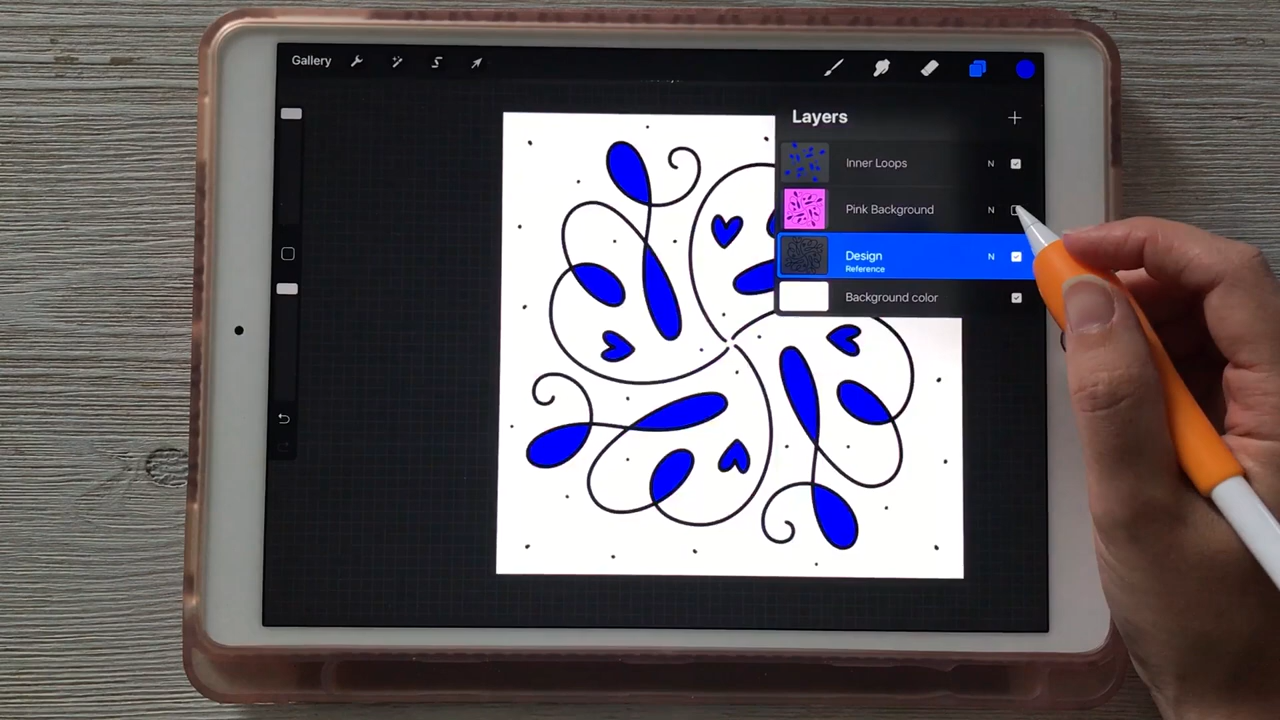 Gallery
Layers
Inner Loops N
Pink Background N
Design N
Reference
Background color